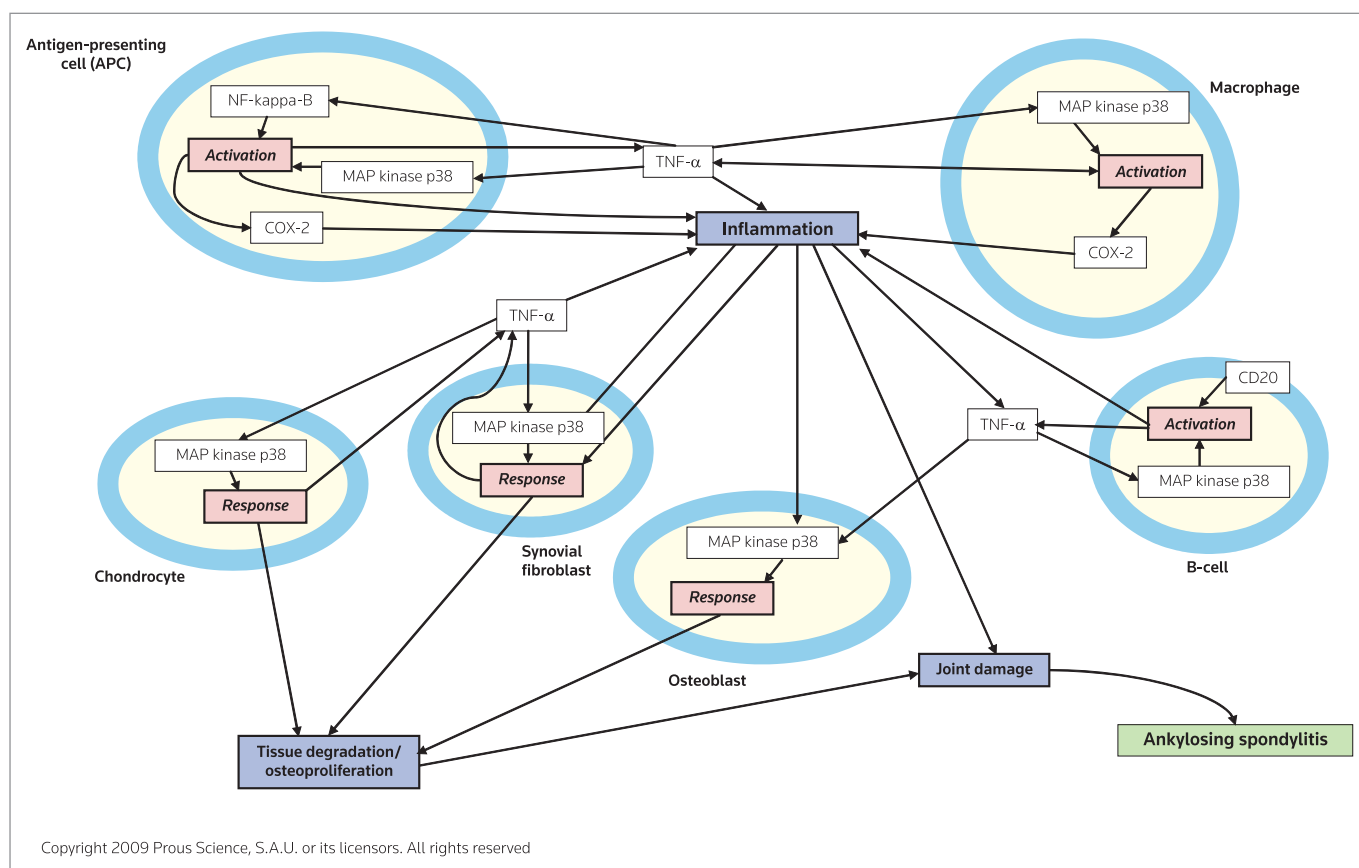 Antigen-presenting
cell (APC)
Macrophage
NF-kappa-B
MAP kinase p38
Activation
TNF-α
MAP kinase p38
Activation
COX-2
Inflammation
COX-2
TNF-α
CD20
MAP kinase p38
TNF-α
Activation
MAP kinase p38
Response
MAP kinase p38
Response
Synovial
fibroblast
MAP kinase p38
Response
Chondrocyte
B-cell
Osteoblast
Joint damage
Tissue degradation/
osteoproliferation
Ankylosing spondylitis
Copyright 2009 Prous Science, S.A.U. or its licensors. All rights reserved